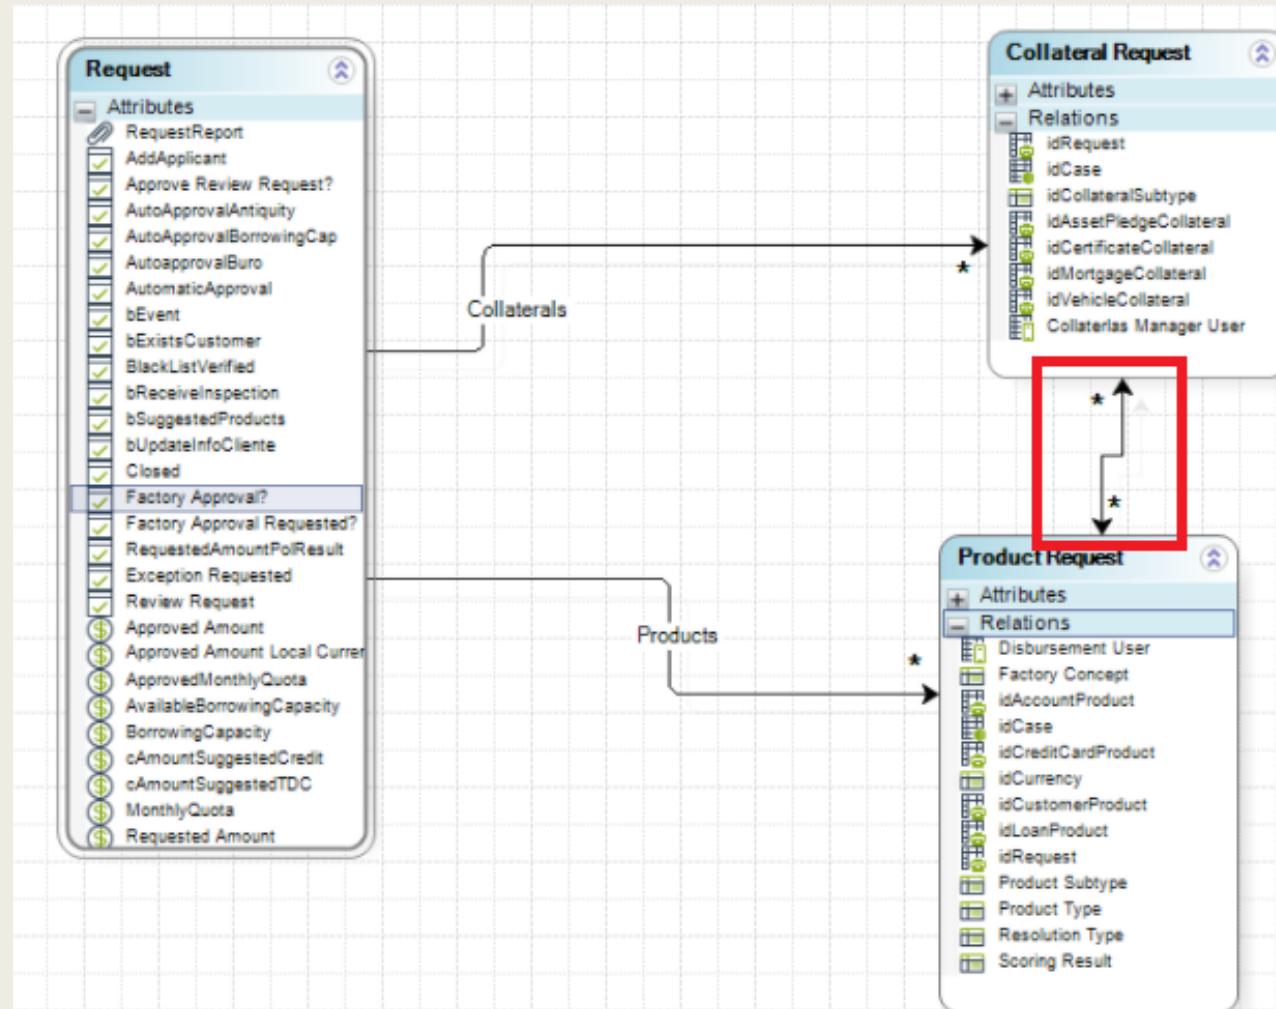 Request
Attributes
RequestReport
AddApplicant
Approve Review Request?
AutoApprovalAntiquity
AutoApprovalBorrowingCap
AutoapprovalBuro
AutomaticApproval
bEvent
bExistsCustomer
BlackListVerified
bReceiveInspection
bSuggestedProducts
bUpdateInfoCliente
Closed
Factory Approval?
Factory Approval Requested?
RequestedAmountPolResult
Exception Requested
Review Request
Approved Amount
Approved Amount Local Currer
ApprovedMonthlyQuota
AvailableBorrowingCapacity
BorrowingCapacity
cAmountSuggestedCredit
cAmountSuggestedTDC
MonthlyQuota
Requested Amount
Collaterals
*
Products
*
Collateral Request
Attributes
Relations
idRequest
idCase
idCollateralSubtype
idAssetPledgeCollateral
idCertificateCollateral
idMortgageCollateral
idVehicleCollateral
Collaterlas Manager User
*
*
Product Request
Attributes
Relations
Disbursement User
Factory Concept
idAccountProduct
idCase
idCreditCardProduct
idCurrency
idCustomerProduct
idLoanProduct
idRequest
Product Subtype
Product Type
Resolution Type
Scoring Result